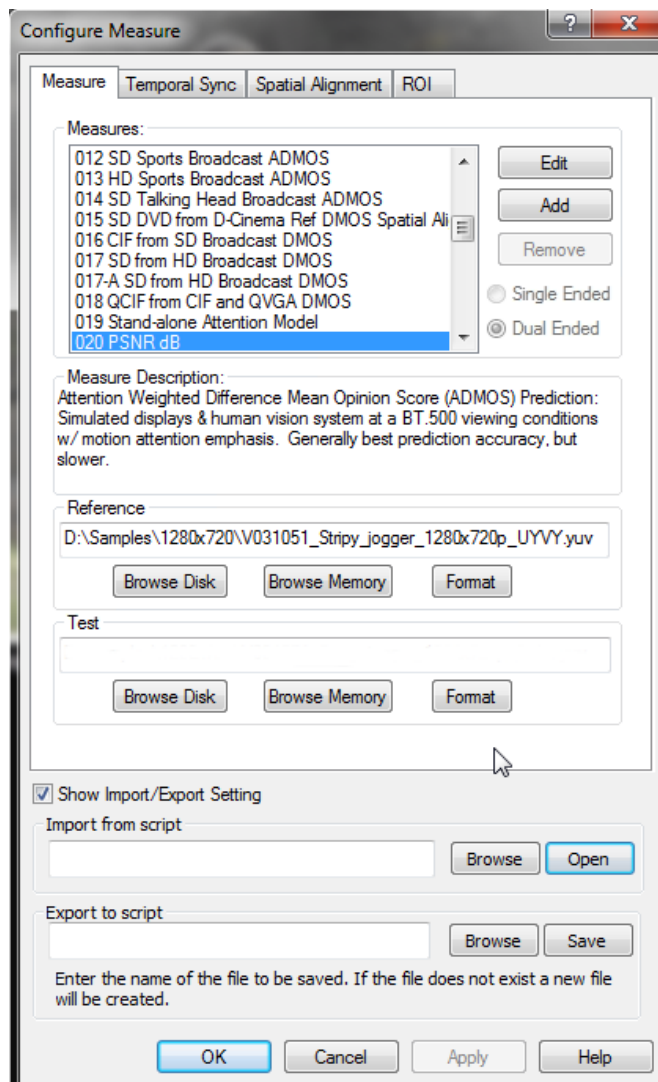 Configure Measure
Measure Temporal Sync Spatial Alignment ROI
Measures:
012 SD Sports Broadcast ADMOS
013 HD Sports Broadcast ADMOS
014 SD Talking Head Broadcast ADMOS
015 SD DVD from D-Cinema Ref DMOS Spatial Ali
016 CIF from SD Broadcast DMOS
017 SD from HD Broadcast DMOS
017-A SD from HD Broadcast DMOS
018 QCIF from CIF and QVGA DMOS
019 Stand-alone Attention Model
020 PSNR dB
Edit
Add
Remove
Single Ended
Dual Ended
Measure Description:
Attention Weighted Difference Mean Opinion Score (ADMOS) Prediction:
Simulated displays & human vision system at a BT.500 viewing conditions
w/ motion attention emphasis. Generally best prediction accuracy, but
slower.
Reference
D:\Samples\1280x720\V031051_Stripy_jogger_1280x720p_UYVY.yuv
Browse Disk Browse Memory Format
Test
Browse Disk Browse Memory Format
Show Import/Export Setting
Import from script
Browse Open
Export to script
Browse Save
Enter the name of the file to be saved. If the file does not exist a new file
will be created.
OK Cancel Apply Help